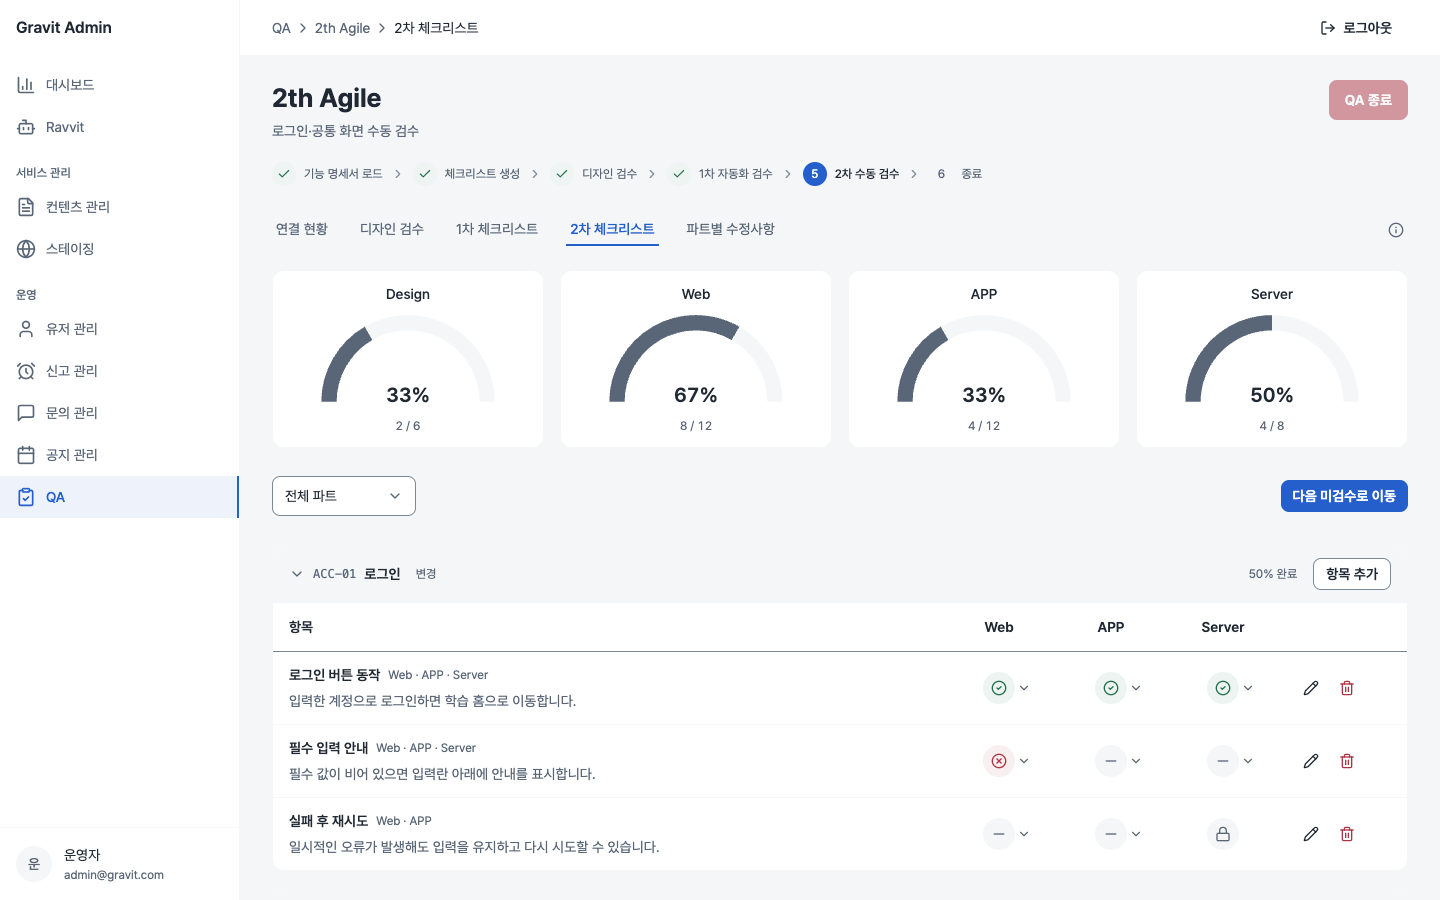 Gravit Admin
QA > 2th Agile > 2차 체크리스트
로그아웃
대시보드
Ravvit
서비스 관리
컨텐츠 관리
스테이징
운영
유저 관리
신고 관리
문의 관리
공지 관리
QA
운
운영자
admin@gravit.com
2th Agile
QA 종료
로그인·공통 화면 수동 검수
기능 명세서 로드 > 체크리스트 생성 > 디자인 검수 > 1차 자동화 검수 > 5 2차 수동 검수 > 6 종료
연결 현황 디자인 검수 1차 체크리스트 2차 체크리스트 파트별 수정사항
Design
33%
2 / 6
Web
67%
8 / 12
APP
33%
4 / 12
Server
50%
4 / 8
전체 파트
다음 미검수로 이동
ACC-01 로그인 변경
50% 완료 항목 추가
항목 Web APP Server
로그인 버튼 동작 Web · APP · Server
입력한 계정으로 로그인하면 학습 홈으로 이동합니다.
필수 입력 안내 Web · APP · Server
필수 값이 비어 있으면 입력란 아래에 안내를 표시합니다.
실패 후 재시도 Web · APP
일시적인 오류가 발생해도 입력을 유지하고 다시 시도할 수 있습니다.